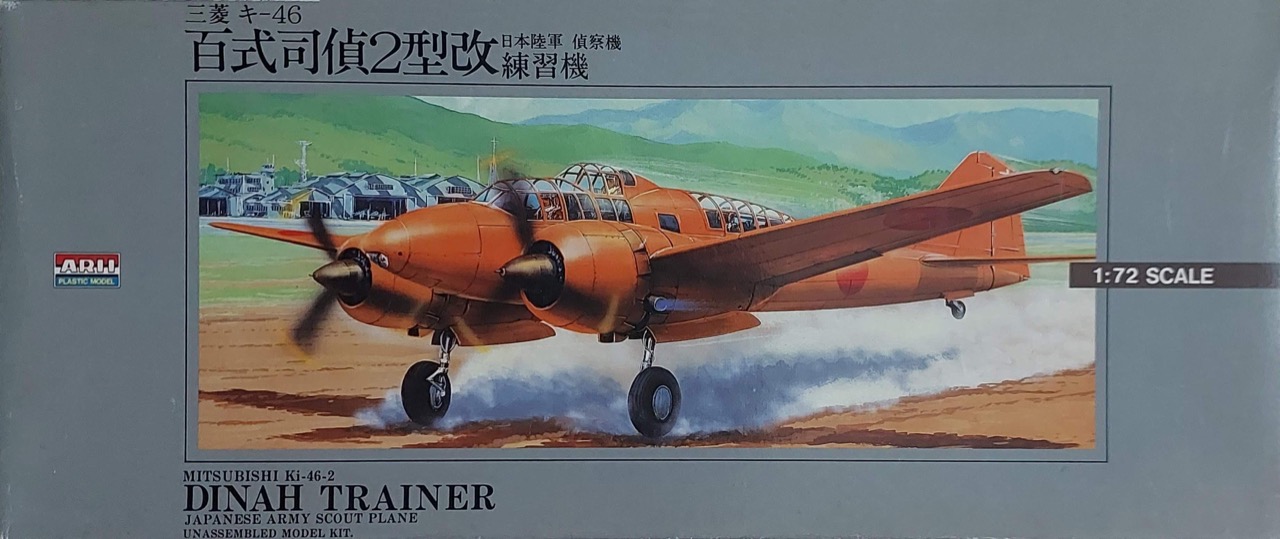 三菱 キ-46
百式司偵2型改
日本陸軍 偵察機
練習機
ARII
PLASTIC MODEL
1:72 SCALE
MITSUBISHI Ki-46-2
DINAH TRAINER
JAPANESE ARMY SCOUT PLANE
UNASSEMBLED MODEL KIT.